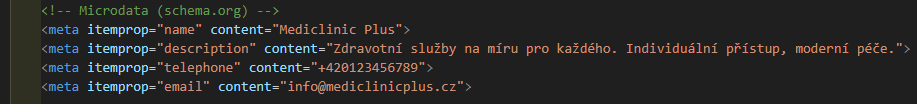 <!-- Microdata (schema.org) -->
<meta itemprop="name" content="Mediclinic Plus">
<meta itemprop="description" content="Zdravotní služby na míru pro každého. Individuální přístup, moderní péče.">
<meta itemprop="telephone" content="+420123456789">
<meta itemprop="email" content="info@mediclinicplus.cz">